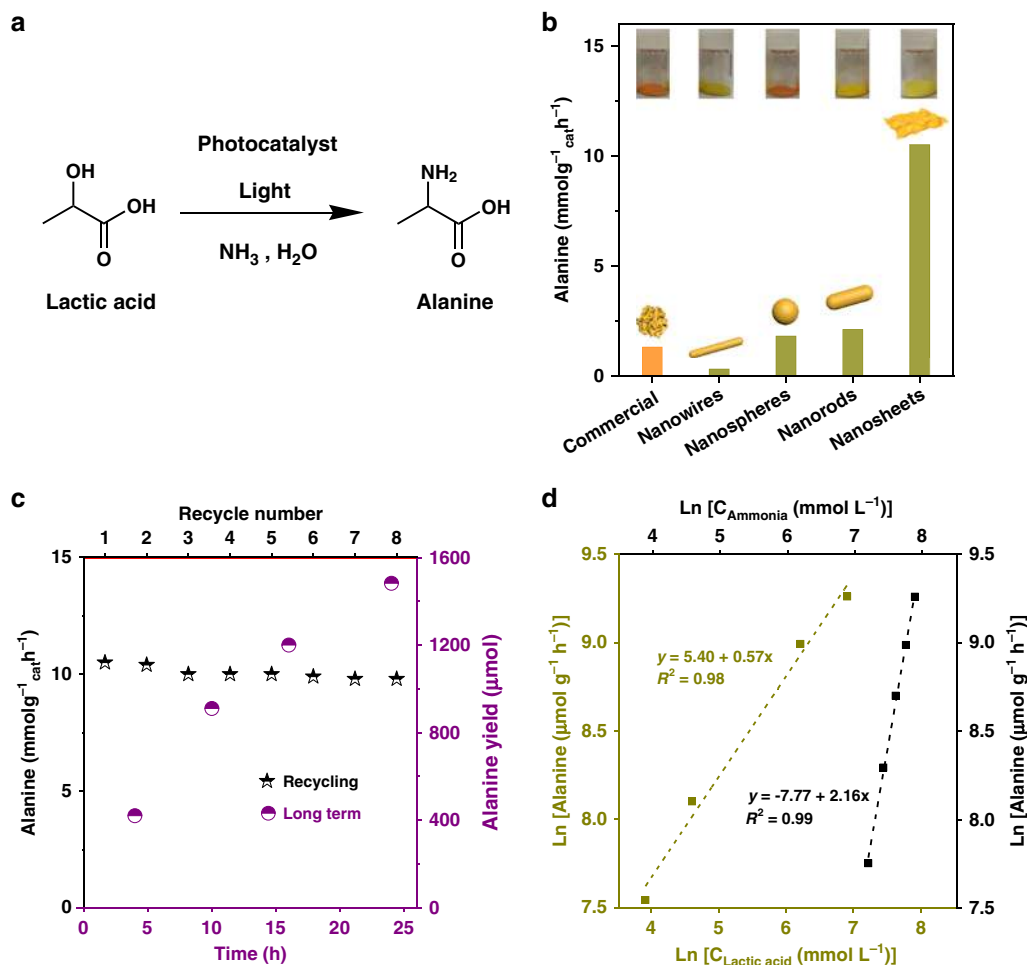 a
OH
OH
O
Lactic acid
Photocatalyst
Light
NH₃ , H₂O
NH₂
OH
O
Alanine
b
Alanine (mmolg⁻¹cat h⁻¹)
15
10
5
0
Commercial
Nanowires
Nanospheres
Nanorods
Nanosheets
c
Recycle number
1 2 3 4 5 6 7 8
Alanine (mmolg⁻¹cat h⁻¹)
15
10
5
0
Recycling
Long term
1600
1200
800
400
0
Alanine yield (μmol)
0 5 10 15 20 25
Time (h)
d
Ln [C_Ammonia (mmol L⁻¹)]
4 5 6 7 8
Ln [Alanine (μmol g⁻¹ h⁻¹)]
9.5
9.0
8.5
8.0
7.5
y = 5.40 + 0.57x
R² = 0.98
y = -7.77 + 2.16x
R² = 0.99
9.5
9.0
8.5
8.0
7.5
Ln [Alanine (μmol g⁻¹ h⁻¹)]
4 5 6 7 8
Ln [C_Lactic acid (mmol L⁻¹)]